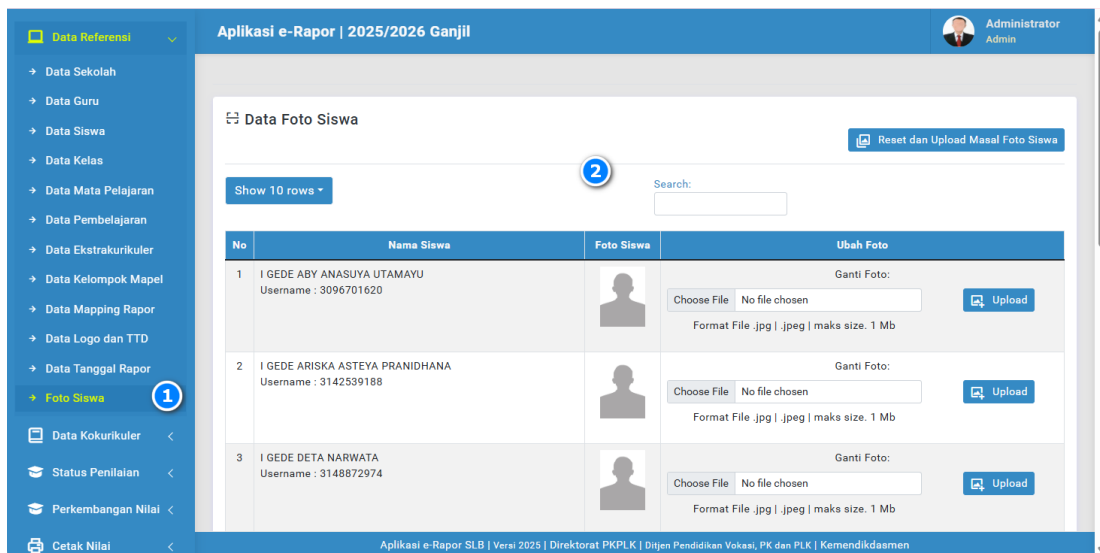 Data Referensi
Data Sekolah
Data Guru
Data Siswa
Data Kelas
Data Mata Pelajaran
Data Pembelajaran
Data Ekstrakurikuler
Data Kelompok Mapel
Data Mapping Rapor
Data Logo dan TTD
Data Tanggal Rapor
Foto Siswa
1
Data Kokurikuler
Status Penilaian
Perkembangan Nilai
Cetak Nilai
Aplikasi e-Rapor | 2025/2026 Ganjil
Administrator
Admin
Data Foto Siswa
Reset dan Upload Masal Foto Siswa
2
Show 10 rows
Search:
No Nama Siswa Foto Siswa Ubah Foto
1 I GEDE ABY ANASUYA UTAMAYU
Username : 3096701620
Ganti Foto:
Choose File No file chosen Upload
Format File .jpg | .jpeg | maks size. 1 Mb
2 I GEDE ARISKA ASTEYA PRANIDHANA
Username : 3142539188
Ganti Foto:
Choose File No file chosen Upload
Format File .jpg | .jpeg | maks size. 1 Mb
3 I GEDE DETA NARWATA
Username : 3148872974
Ganti Foto:
Choose File No file chosen Upload
Format File .jpg | .jpeg | maks size. 1 Mb
Aplikasi e-Rapor SLB | Versi 2025 | Direktorat PKPLK | Ditjen Pendidikan Vokasi, PK dan PLK | Kemendikdasmen